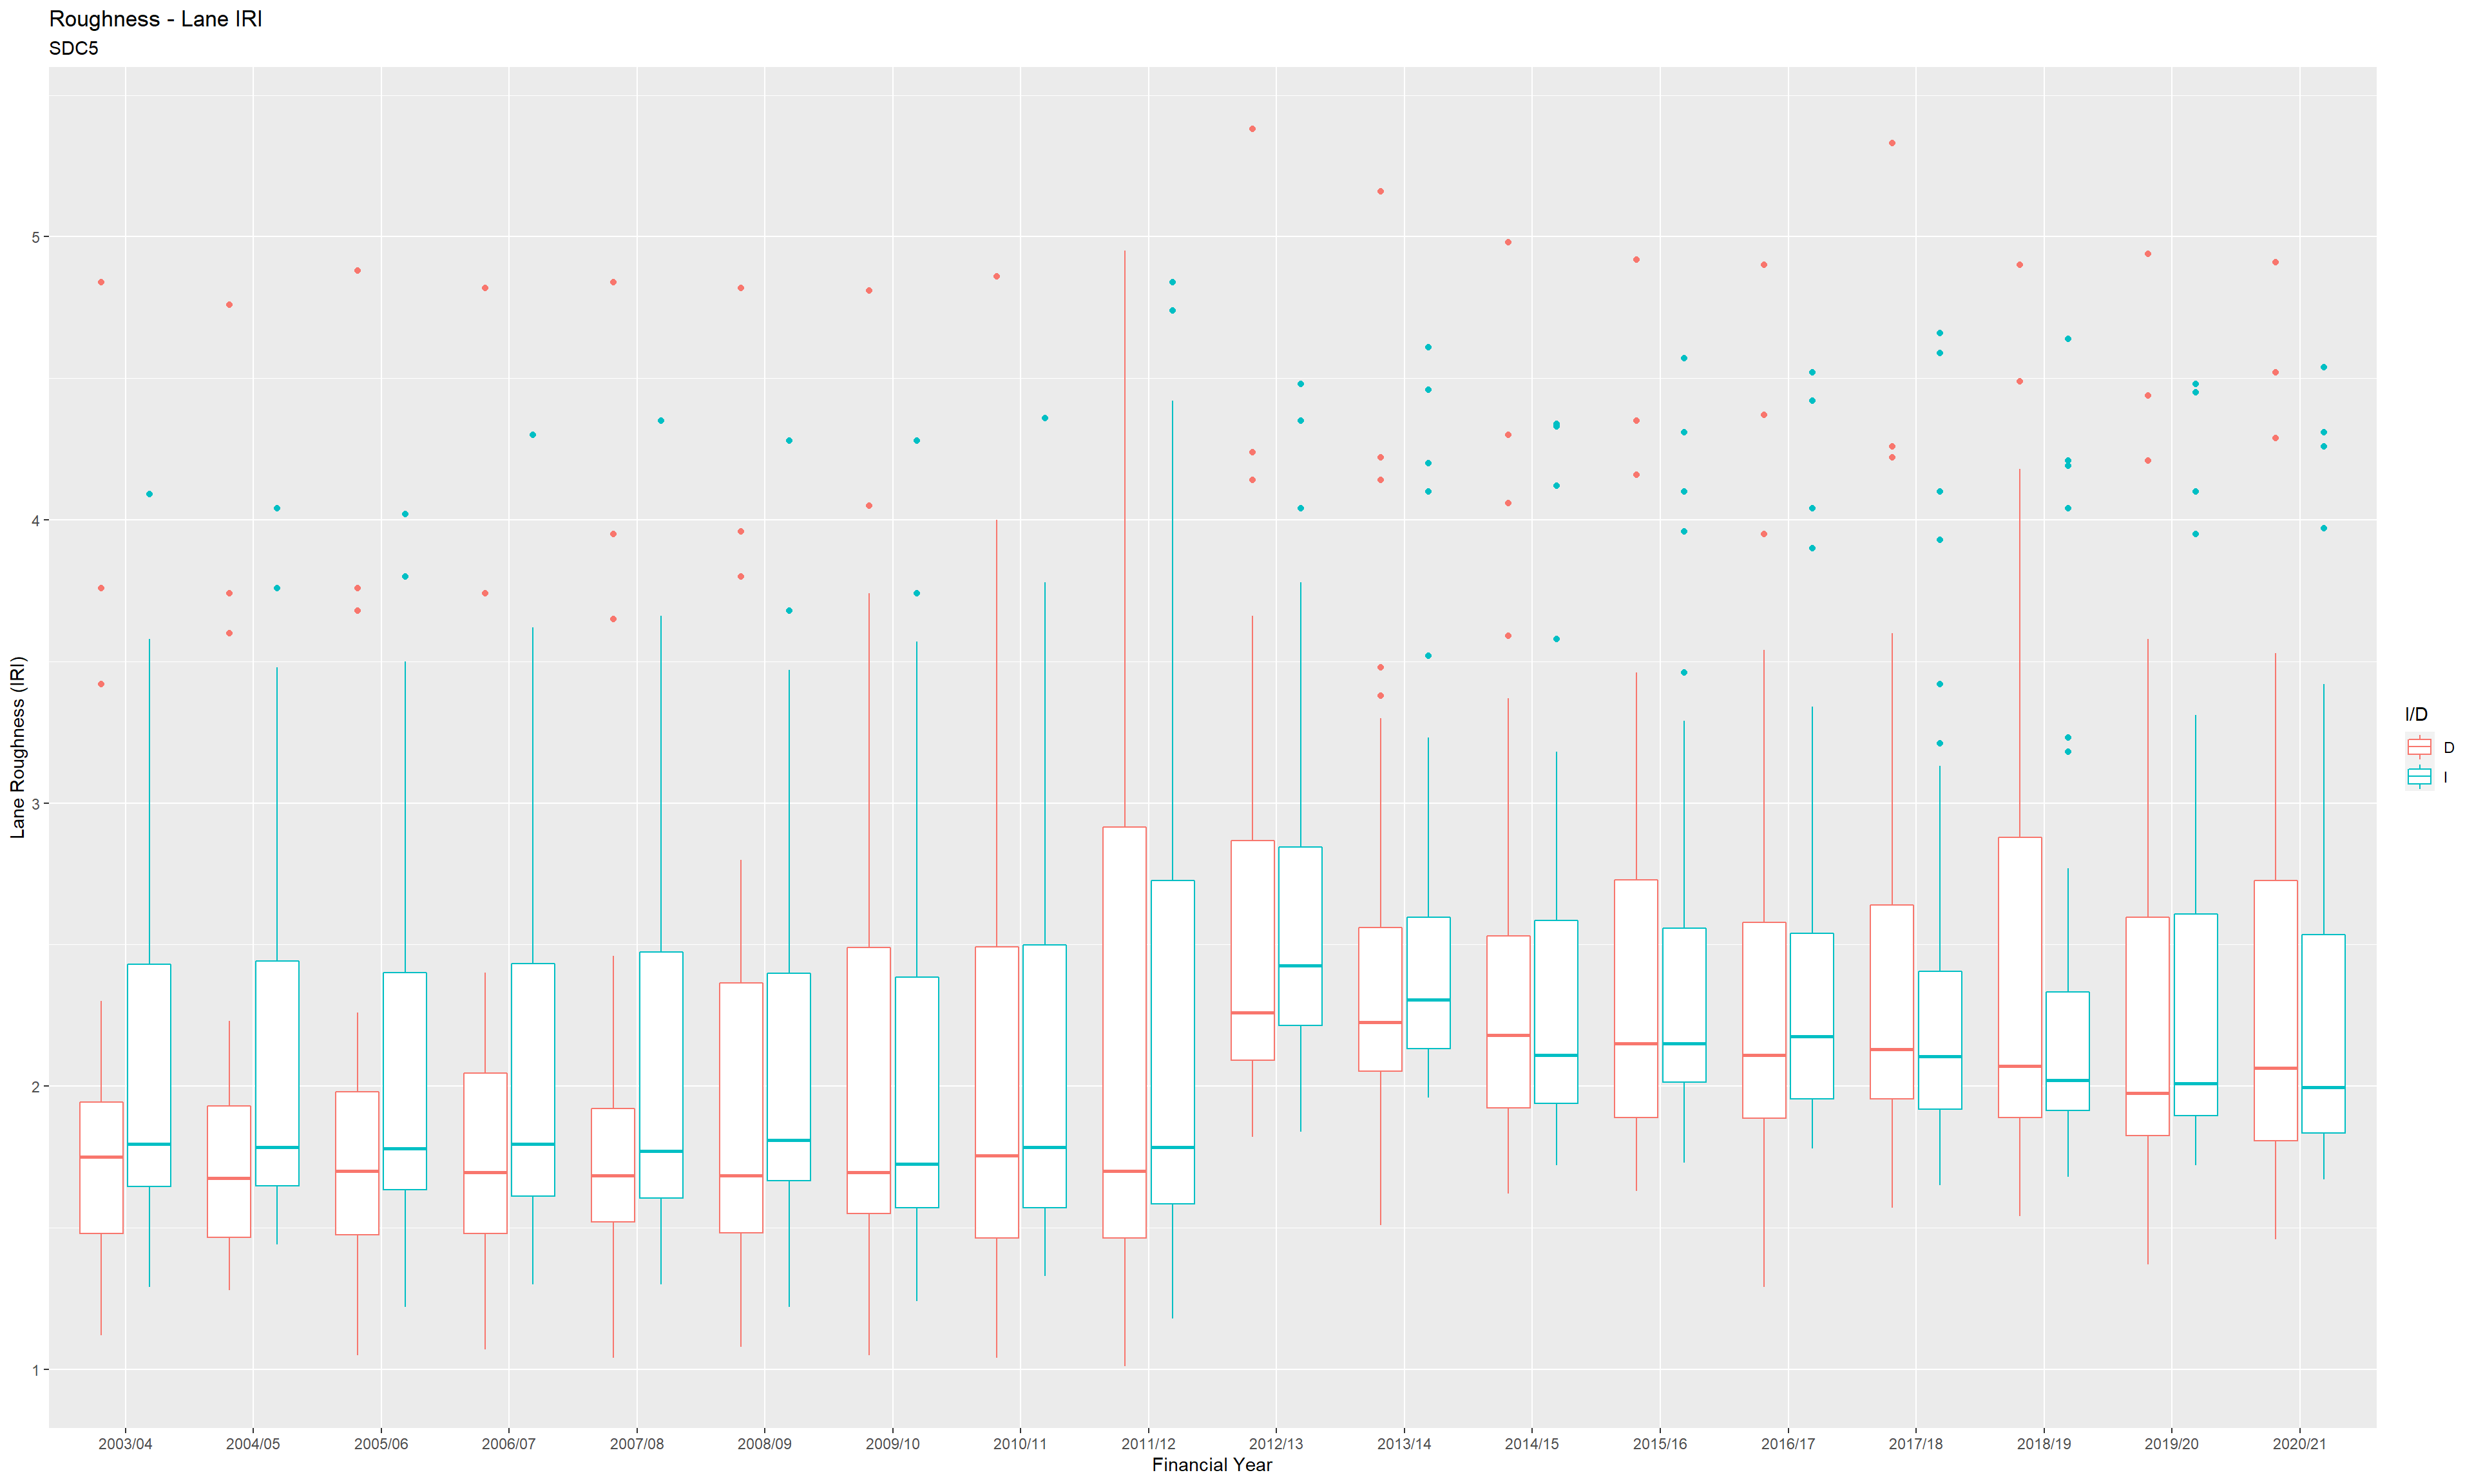 Roughness - Lane IRI
SDC5
Lane Roughness (IRI)
5
4
3
2
1
2003/04 2004/05 2005/06 2006/07 2007/08 2008/09 2009/10 2010/11 2011/12 2012/13 2013/14 2014/15 2015/16 2016/17 2017/18 2018/19 2019/20 2020/21
Financial Year
I/D
D
I